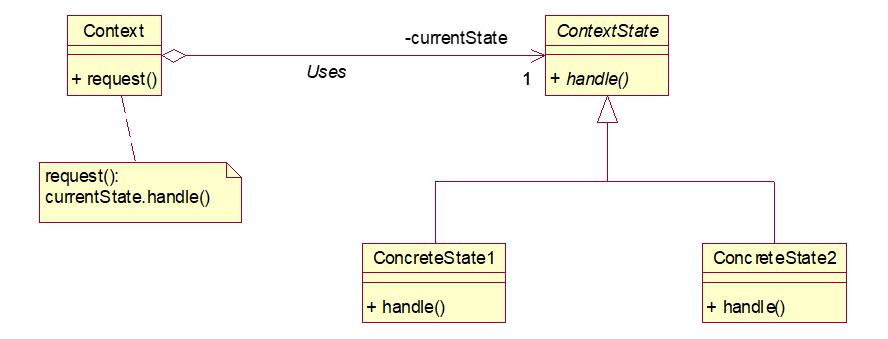 Context
+ request()
-currentState
Uses
1
ContextState
+ handle()
request():
currentState.handle()
ConcreteState1
+ handle()
ConcreteState2
+ handle()